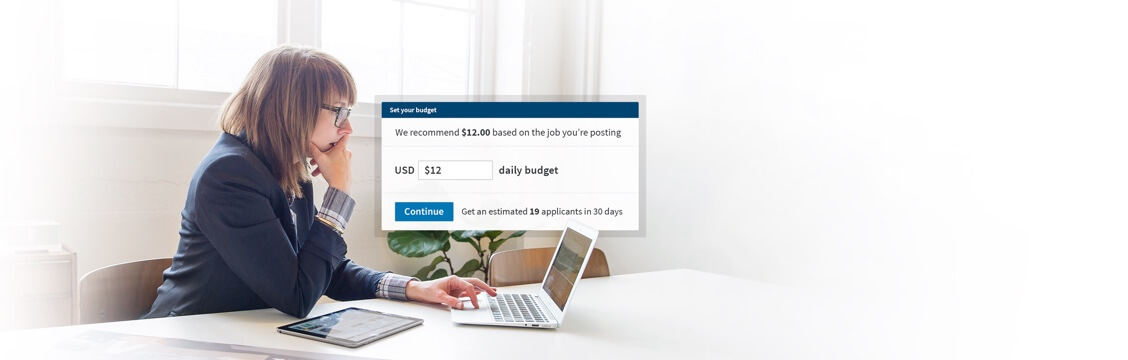 Set your budget
We recommend $12.00 based on the job you're posting
USD $12 daily budget
Continue Get an estimated 19 applicants in 30 days